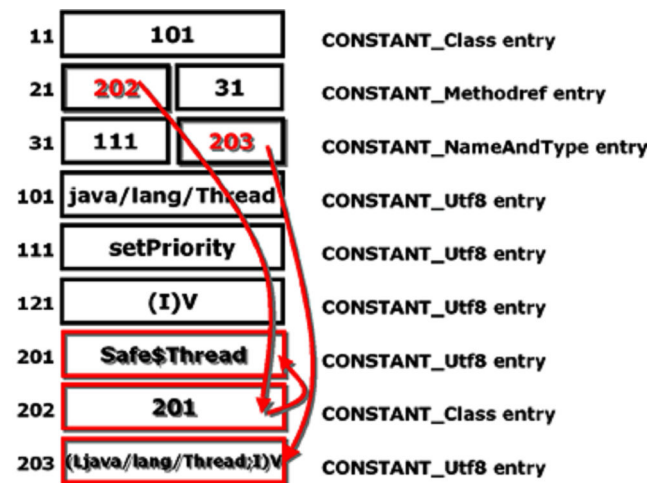 11 101 CONSTANT_Class entry
21 202 31 CONSTANT_Methodref entry
31 111 203 CONSTANT_NameAndType entry
101 java/lang/Thread CONSTANT_Utf8 entry
111 setPriority CONSTANT_Utf8 entry
121 (I)V CONSTANT_Utf8 entry
201 Safe$Thread CONSTANT_Utf8 entry
202 201 CONSTANT_Class entry
203 (Ljava/lang/Thread;I)V CONSTANT_Utf8 entry